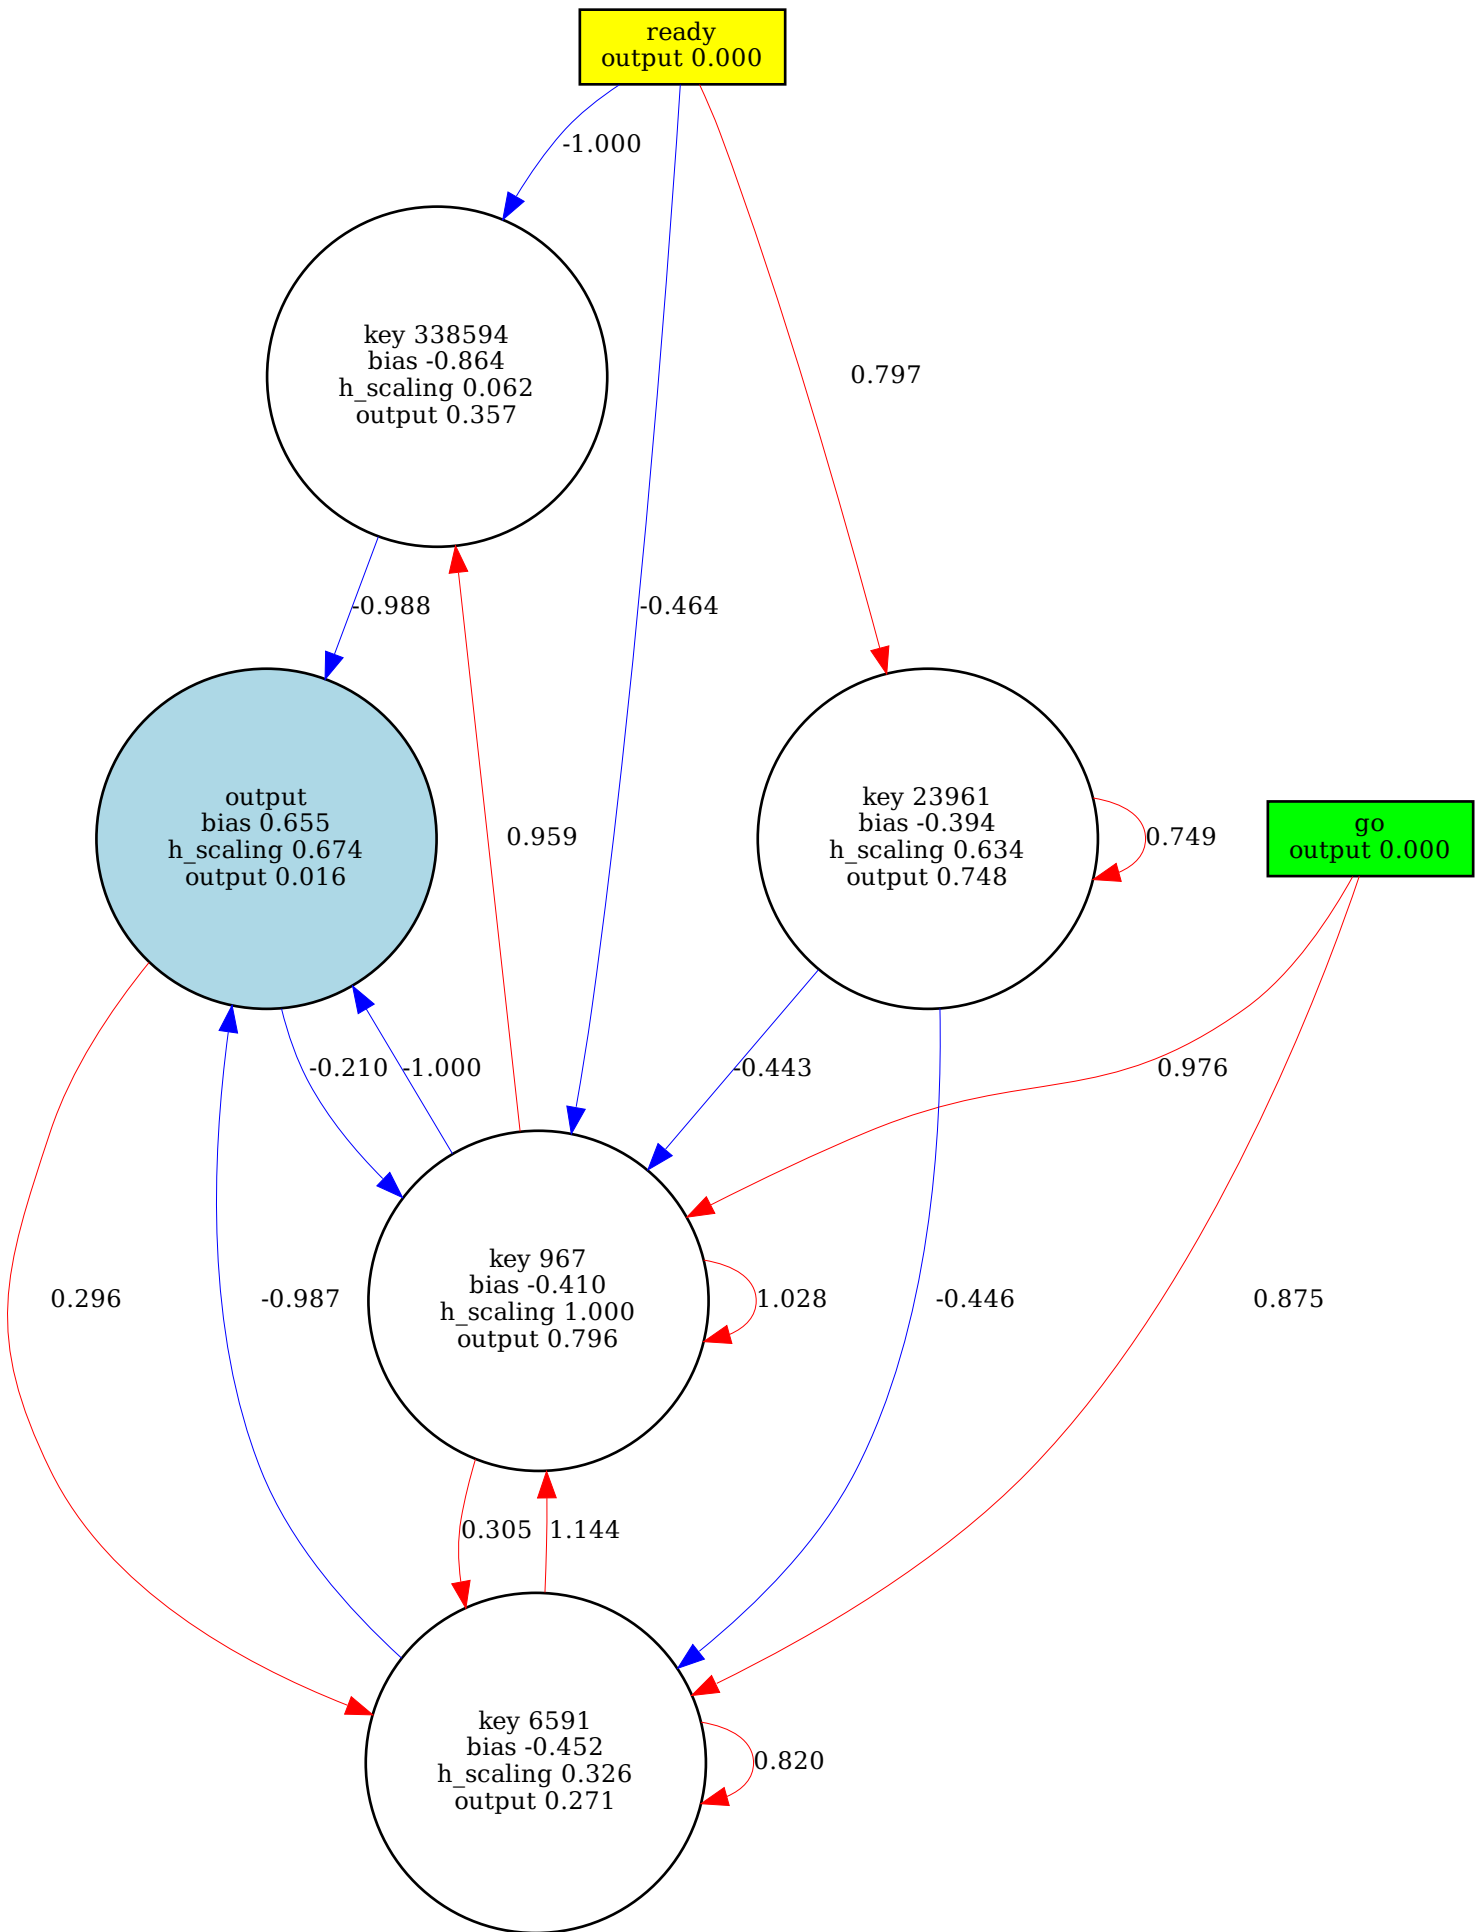 ready
output 0.000
-1.000
key 338594
bias -0.864
h_scaling 0.062
output 0.357
0.797
-0.988
-0.464
output
bias 0.655
h_scaling 0.674
output 0.016
0.959
key 23961
bias -0.394
h_scaling 0.634
output 0.748
0.749
go
output 0.000
-0.210
-1.000
-0.443
0.976
0.296
-0.987
key 967
bias -0.410
h_scaling 1.000
output 0.796
1.028
-0.446
0.875
0.305
1.144
key 6591
bias -0.452
h_scaling 0.326
output 0.271
0.820